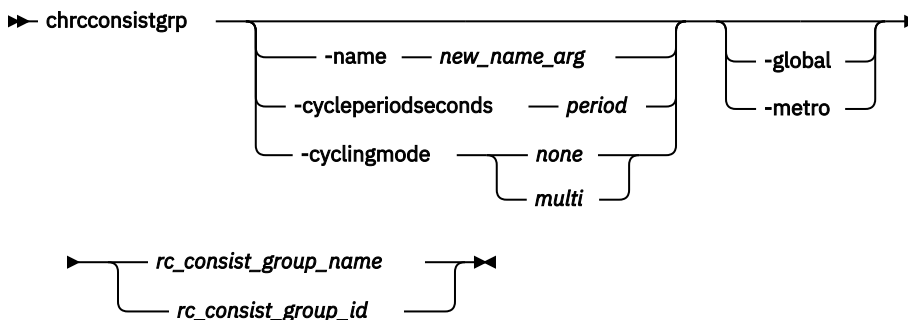 chrcconsistgrp
-name new_name_arg
-global
-cycleperiodseconds period
-metro
-cyclingmode none
multi
rc_consist_group_name
rc_consist_group_id